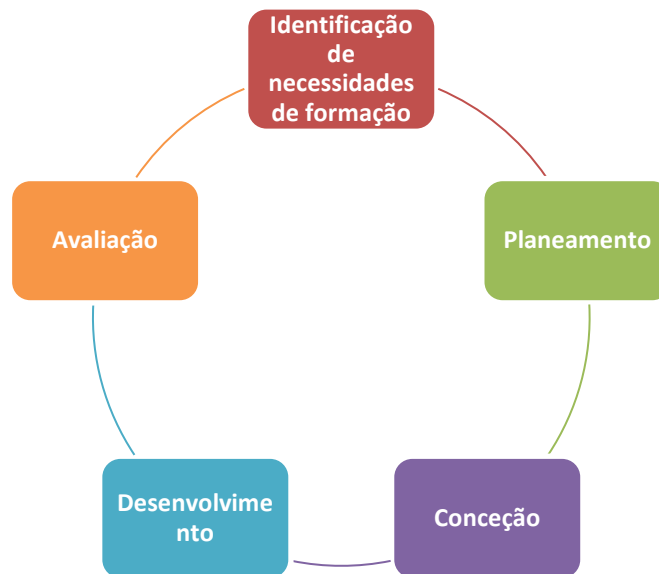 Identificação
de
necessidades
de formação
Planeamento
Conceção
Desenvolvime
nto
Avaliação